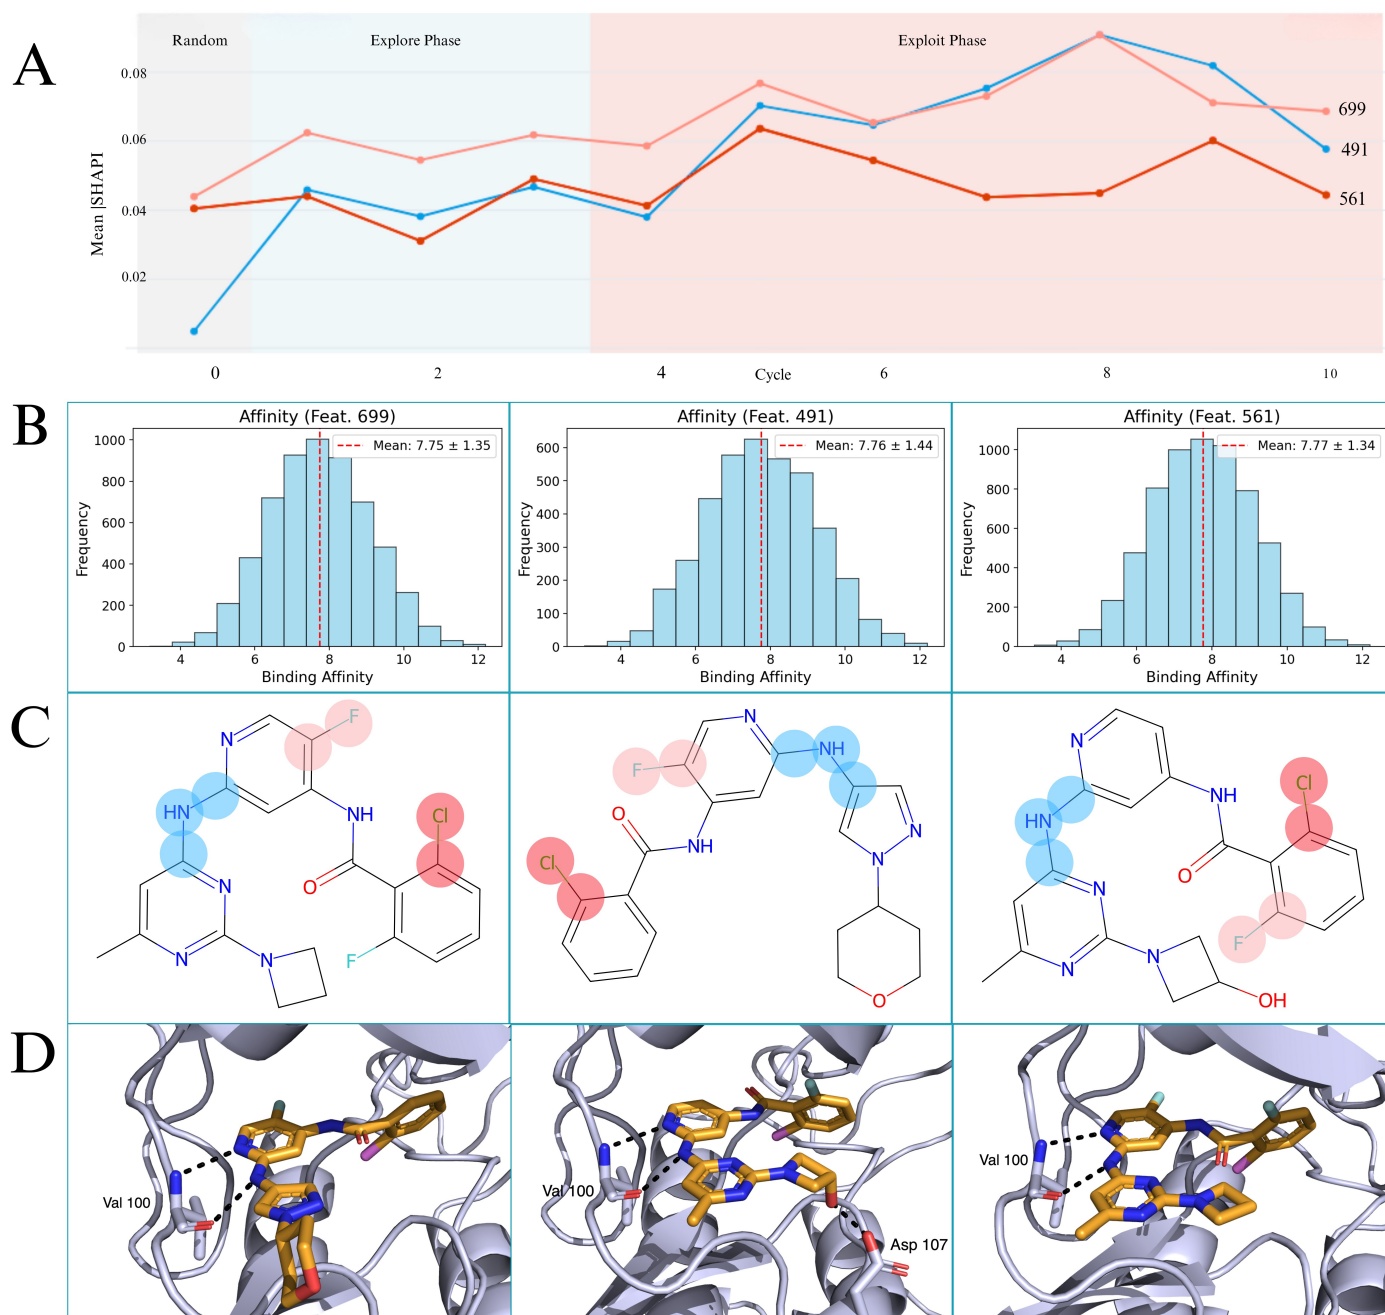 A
Random
Explore Phase
Exploit Phase
Mean |SHAPI
0.08
0.06
0.04
0.02
699
491
561
0
2
4
Cycle
6
8
10
B
Affinity (Feat. 699)
Mean: 7.75 ± 1.35
Frequency
1000
800
600
400
200
0
4
6
8
10
12
Binding Affinity
Affinity (Feat. 491)
Mean: 7.76 ± 1.44
Frequency
600
500
400
300
200
100
0
4
6
8
10
12
Binding Affinity
Affinity (Feat. 561)
Mean: 7.77 ± 1.34
Frequency
1000
800
600
400
200
0
4
6
8
10
12
Binding Affinity
C
F
N
HN
NH
Cl
O
N
N
N
F
N
NH
F
O
NH
Cl
N
N
O
N
Cl
NH
HN
O
N
F
N
N
OH
D
Val 100
Val 100
Asp 107
Val 100